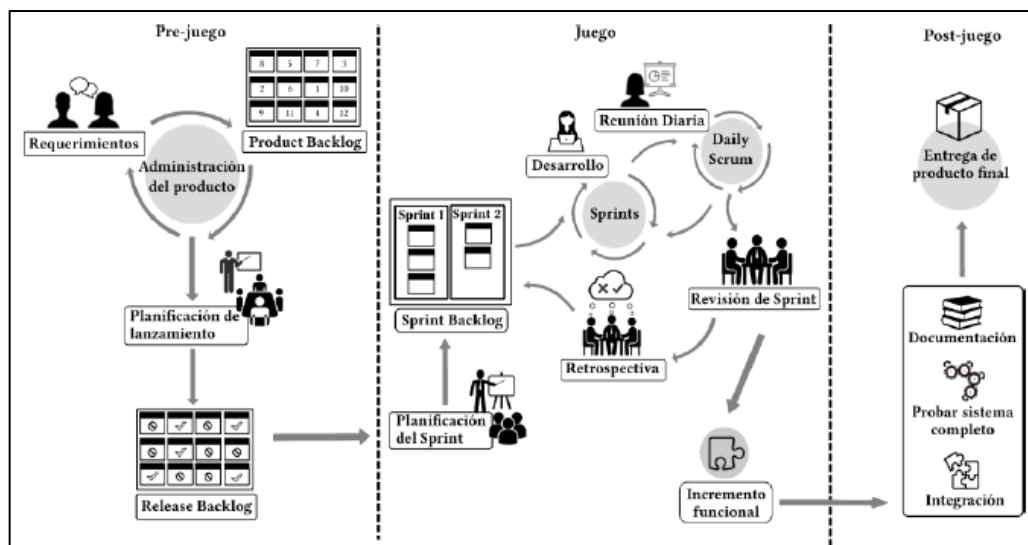 Pre-juego
Requerimientos
8 5 7 3
2 6 1 10
9 11 4 12
Product Backlog
Administración
del producto
Planificación de
lanzamiento
Release Backlog
Juego
Reunión Diaria
Daily
Scrum
Desarrollo
Sprints
Sprint 1
Sprint 2
Sprint Backlog
Revisión de Sprint
Retrospectiva
Planificación
del Sprint
Incremento
funcional
Post-juego
Entrega de
producto final
Documentación
Probar sistema
completo
Integración